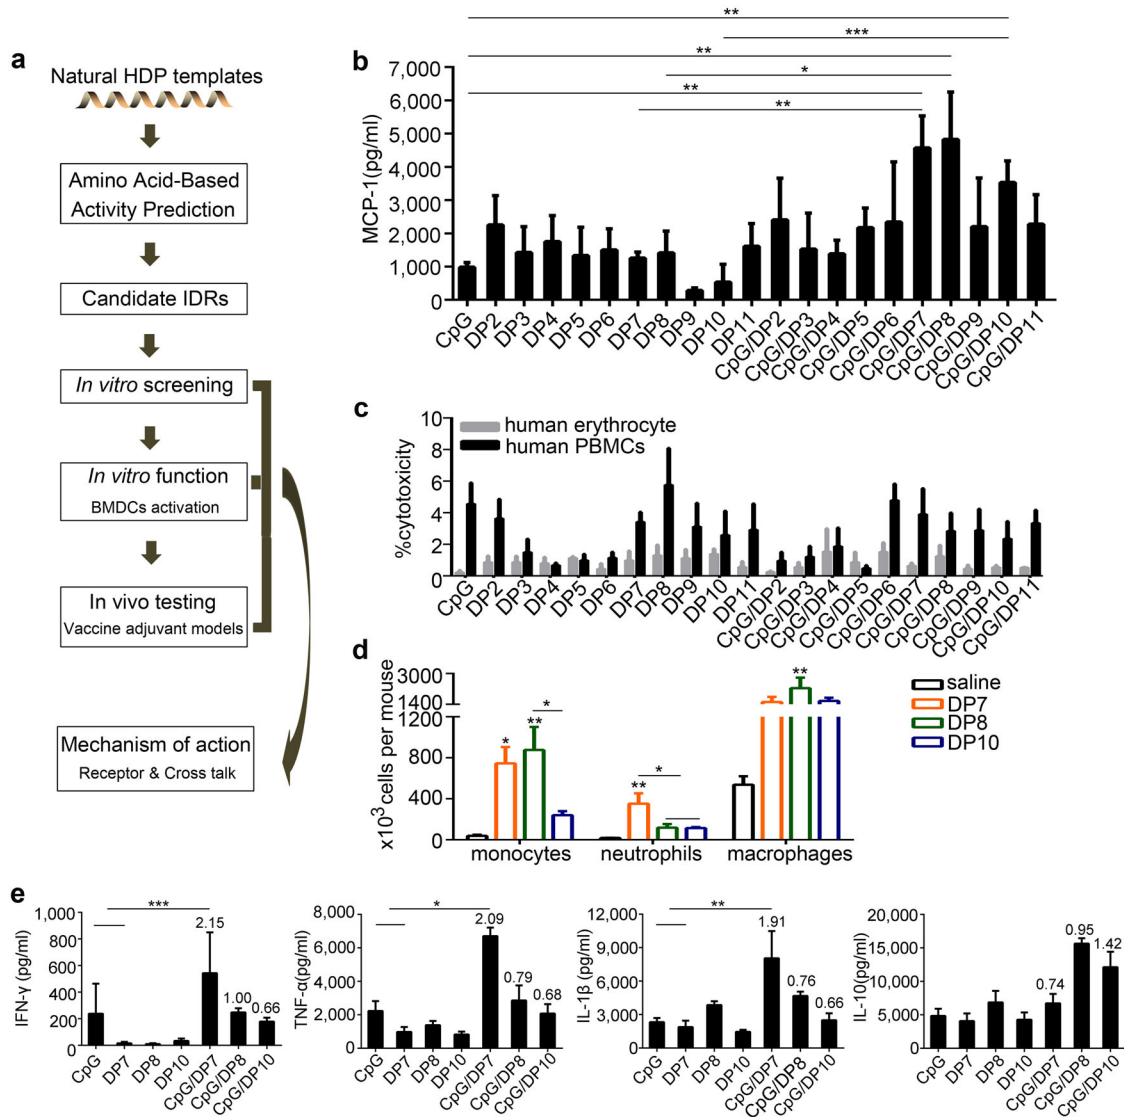 a
Natural HDP templates
Amino Acid-Based
Activity Prediction
Candidate IDRs
In vitro screening
In vitro function
BMDCs activation
In vivo testing
Vaccine adjuvant models
Mechanism of action
Receptor & Cross talk
b
**
***
**
*
**
**
MCP-1(pg/ml)
7,000
6,000
5,000
4,000
3,000
2,000
1,000
0
CpG
DP2
DP3
DP4
DP5
DP6
DP7
DP8
DP9
DP10
DP11
CpG/DP2
CpG/DP3
CpG/DP4
CpG/DP5
CpG/DP6
CpG/DP7
CpG/DP8
CpG/DP9
CpG/DP10
CpG/DP11
c
human erythrocyte
human PBMCs
%cytotoxicity
10
8
6
4
2
0
CpG
DP2
DP3
DP4
DP5
DP6
DP7
DP8
DP9
DP10
DP11
CpG/DP2
CpG/DP3
CpG/DP4
CpG/DP5
CpG/DP6
CpG/DP7
CpG/DP8
CpG/DP9
CpG/DP10
CpG/DP11
d
x10³ cells per mouse
3000
1400
1200
800
400
0
*
**
*
**
*
**
monocytes
neutrophils
macrophages
saline
DP7
DP8
DP10
e
IFN-γ (pg/ml)
1,000
800
600
400
200
0
***
2.15
1.00
0.66
CpG
DP7
DP8
DP10
CpG/DP7
CpG/DP8
CpG/DP10
TNF-α(pg/ml)
8,000
6,000
4,000
2,000
0
*
2.09
0.79
0.68
CpG
DP7
DP8
DP10
CpG/DP7
CpG/DP8
CpG/DP10
IL-1β (pg/ml)
12,000
9,000
6,000
3,000
0
**
1.91
0.76
0.66
CpG
DP7
DP8
DP10
CpG/DP7
CpG/DP8
CpG/DP10
IL-10(pg/ml)
20,000
15,000
10,000
5,000
0
0.74
0.95
1.42
CpG
DP7
DP8
DP10
CpG/DP7
CpG/DP8
CpG/DP10